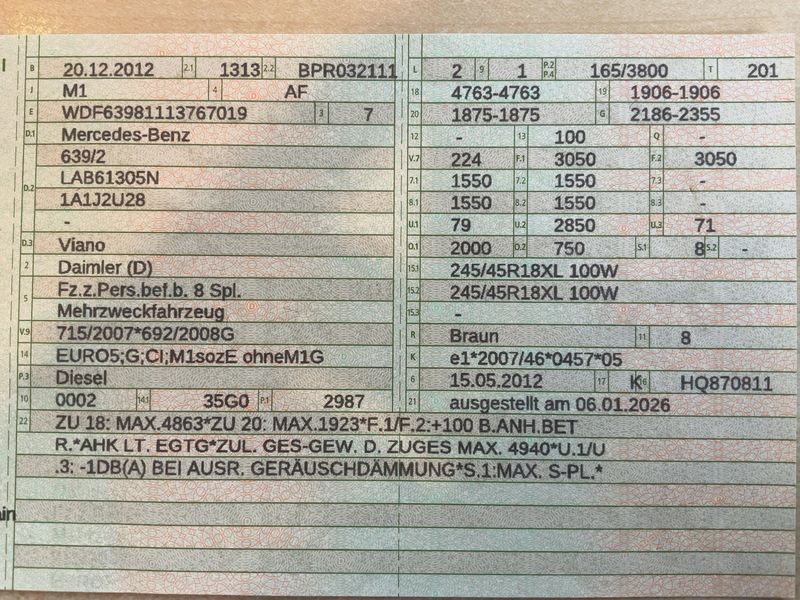 B 20.12.2012 2.1 1313 2.2 BPR032111
J M1 4 AF
E WDF63981113767019 3 7
D.1 Mercedes-Benz
639/2
LAB61305N
D.2 1A1J2U28
-
D.3 Viano
2 Daimler (D)
5 Fz.z.Pers.bef.b. 8 Spl.
Mehrzweckfahrzeug
V.9 715/2007*692/2008G
14 EURO5;G;CI;M1sozE ohneM1G
P.3 Diesel
10 0002 14.1 35G0 P.1 2987
L 2 9 1 P.2 P.4 165/3800 T 201
18 4763-4763 19 1906-1906
20 1875-1875 G 2186-2355
12 - 13 100 Q -
V.7 224 F.1 3050 F.2 3050
7.1 1550 7.2 1550 7.3 -
8.1 1550 8.2 1550 8.3 -
U.1 79 U.2 2850 U.3 71
O.1 2000 O.2 750 S.1 8 S.2 -
15.1 245/45R18XL 100W
15.2 245/45R18XL 100W
15.3 -
R Braun 11 8
K e1*2007/46*0457*05
6 15.05.2012 17 K 16 HQ870811
21 ausgestellt am 06.01.2026
22 ZU 18: MAX.4863*ZU 20: MAX.1923*F.1/F.2:+100 B.ANH.BET
R.*AHK LT. EGTG*ZUL. GES-GEW. D. ZUGES MAX. 4940*U.1/U
.3: -1DB(A) BEI AUSR. GERÄUSCHDÄMMUNG*S.1:MAX. S-PL.*